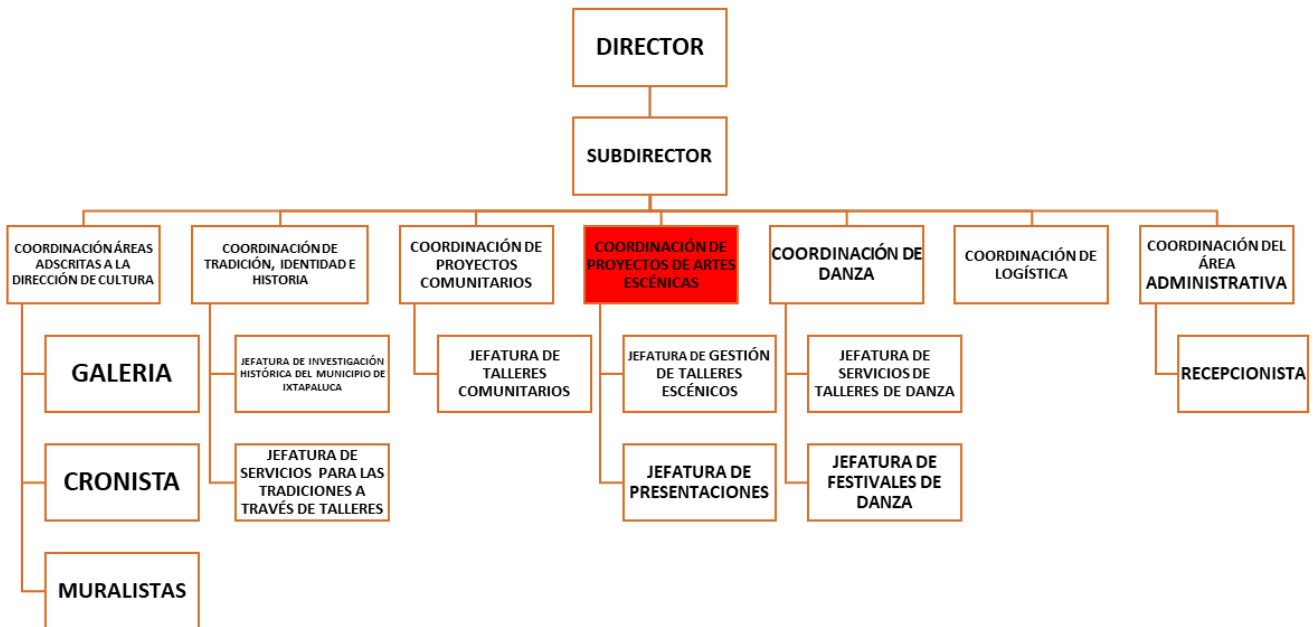 DIRECTOR
SUBDIRECTOR
COORDINACIÓN ÁREAS
ADSCRITAS A LA
DIRECCIÓN DE CULTURA
COORDINACIÓN DE
TRADICIÓN, IDENTIDAD E
HISTORIA
COORDINACIÓN DE
PROYECTOS
COMUNITARIOS
COORDINACIÓN DE
PROYECTOS DE ARTES
ESCÉNICAS
COORDINACIÓN DE
DANZA
COORDINACIÓN DE
LOGÍSTICA
COORDINACIÓN DEL
ÁREA
ADMINISTRATIVA
GALERIA
JEFATURA DE INVESTIGACIÓN
HISTÓRICA DEL MUNICIPIO DE
IXTAPALUCA
JEFATURA DE
TALLERES
COMUNITARIOS
JEFATURA DE GESTIÓN
DE TALLERES
ESCÉNICOS
JEFATURA DE
SERVICIOS DE
TALLERES DE DANZA
RECEPCIONISTA
CRONISTA
JEFATURA DE
SERVICIOS PARA LAS
TRADICIONES A
TRAVÉS DE TALLERES
JEFATURA DE
PRESENTACIONES
JEFATURA DE
FESTIVALES DE
DANZA
MURALISTAS